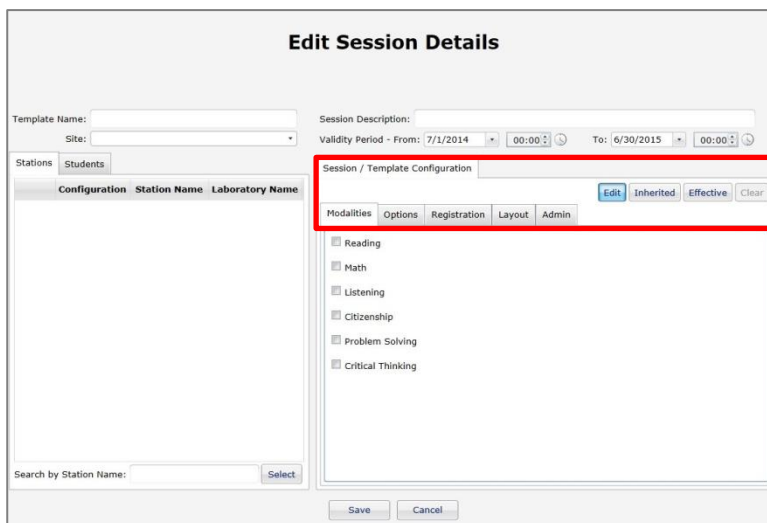 Edit Session Details
Template Name:
Session Description:
Site:
Validity Period - From: 7/1/2014 00:00 To: 6/30/2015 00:00
Stations Students
Session / Template Configuration
Configuration Station Name Laboratory Name
Edit Inherited Effective Clear
Modalities Options Registration Layout Admin
Reading
Math
Listening
Citizenship
Problem Solving
Critical Thinking
Search by Station Name: Select
Save Cancel